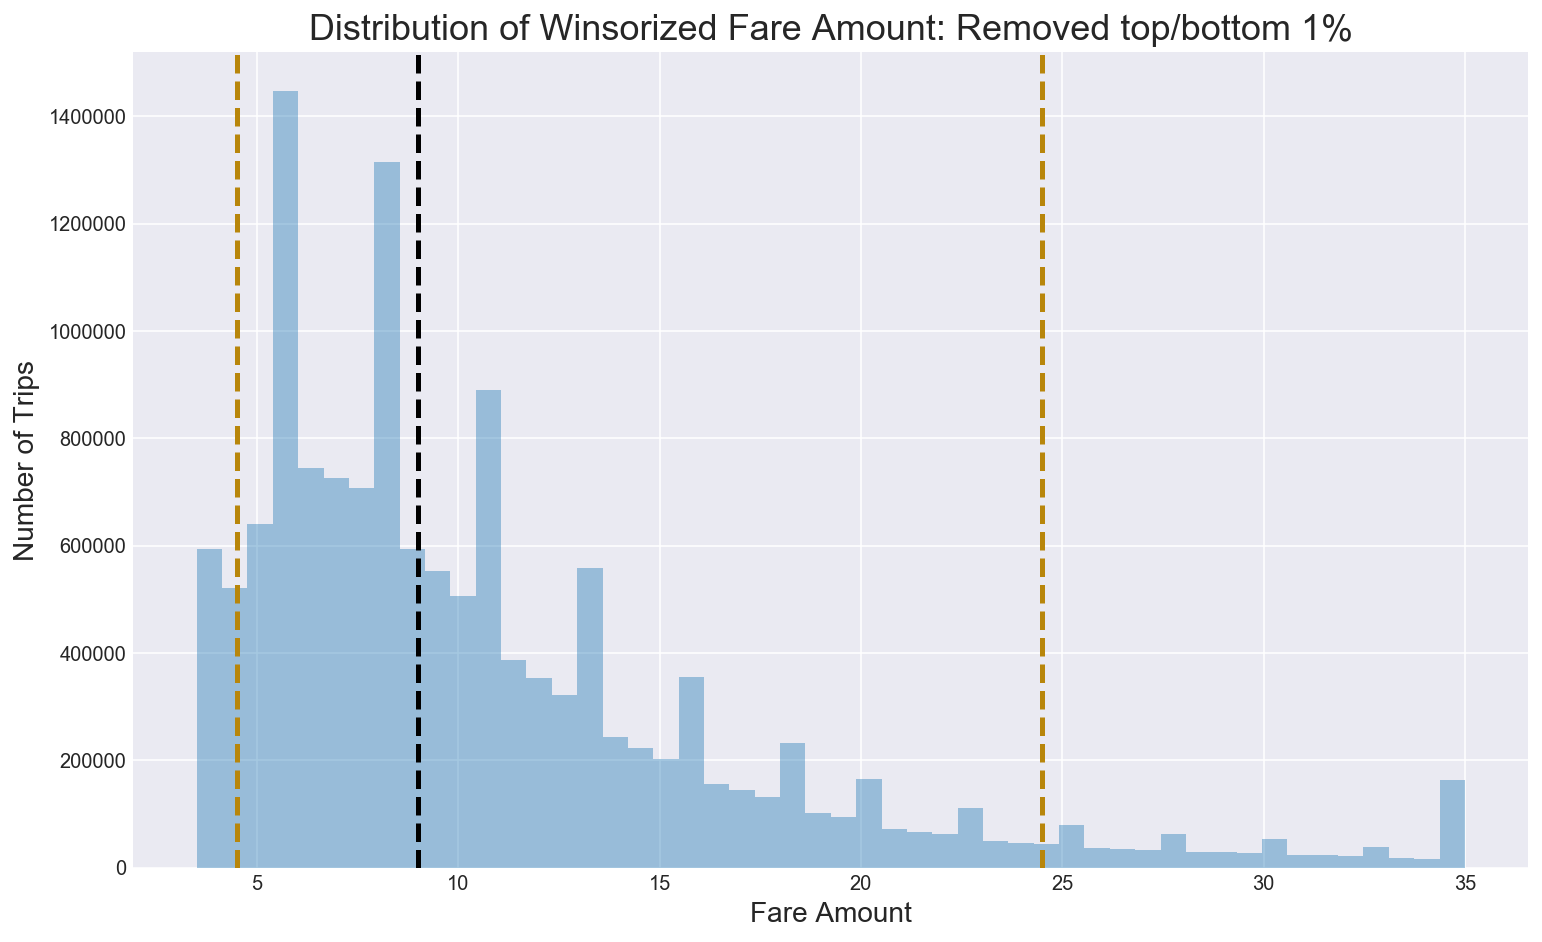 Distribution of Winsorized Fare Amount: Removed top/bottom 1%
1400000
1200000
1000000
800000
600000
400000
200000
0
Number of Trips
5 10 15 20 25 30 35
Fare Amount